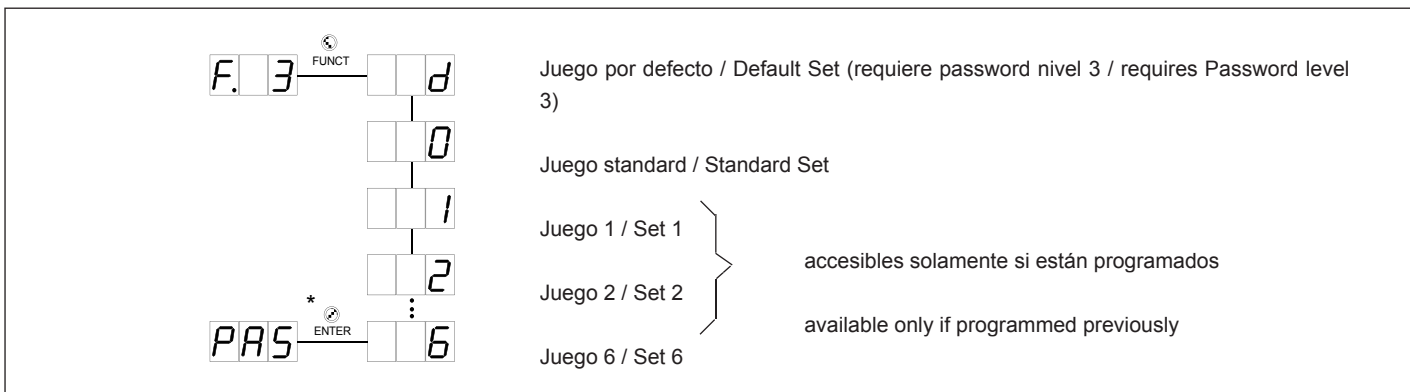 F. 3 FUNCT d
Juego por defecto / Default Set (requiere password nivel 3 / requires Password level
3)
0
Juego standard / Standard Set
1
Juego 1 / Set 1
accesibles solamente si están programados
2
Juego 2 / Set 2
available only if programmed previously
PAS * ENTER 6
Juego 6 / Set 6